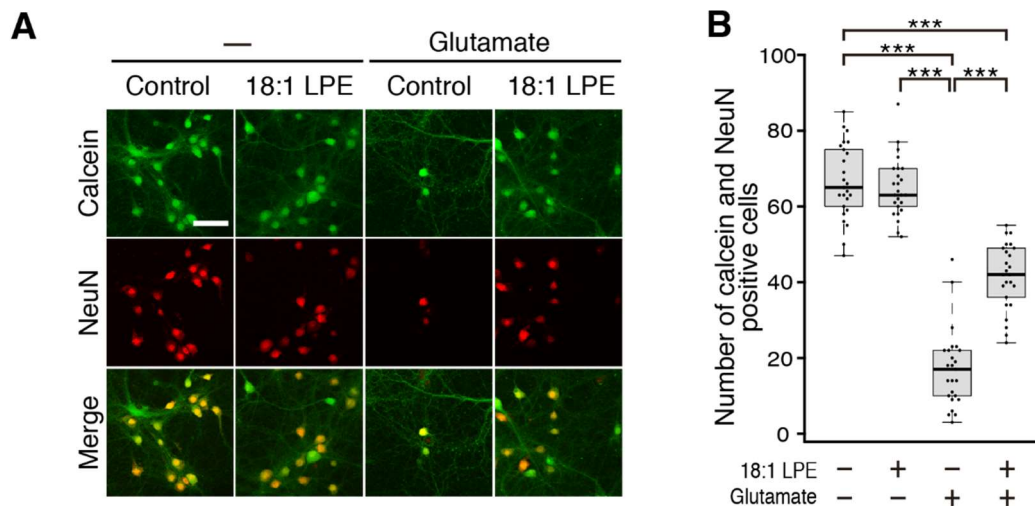 A
—
Glutamate
Control
18:1 LPE
Control
18:1 LPE
Calcein
NeuN
Merge
B
Number of calcein and NeuN
positive cells
100
80
60
40
20
0
***
***
***
***
18:1 LPE − + − +
Glutamate − − + +